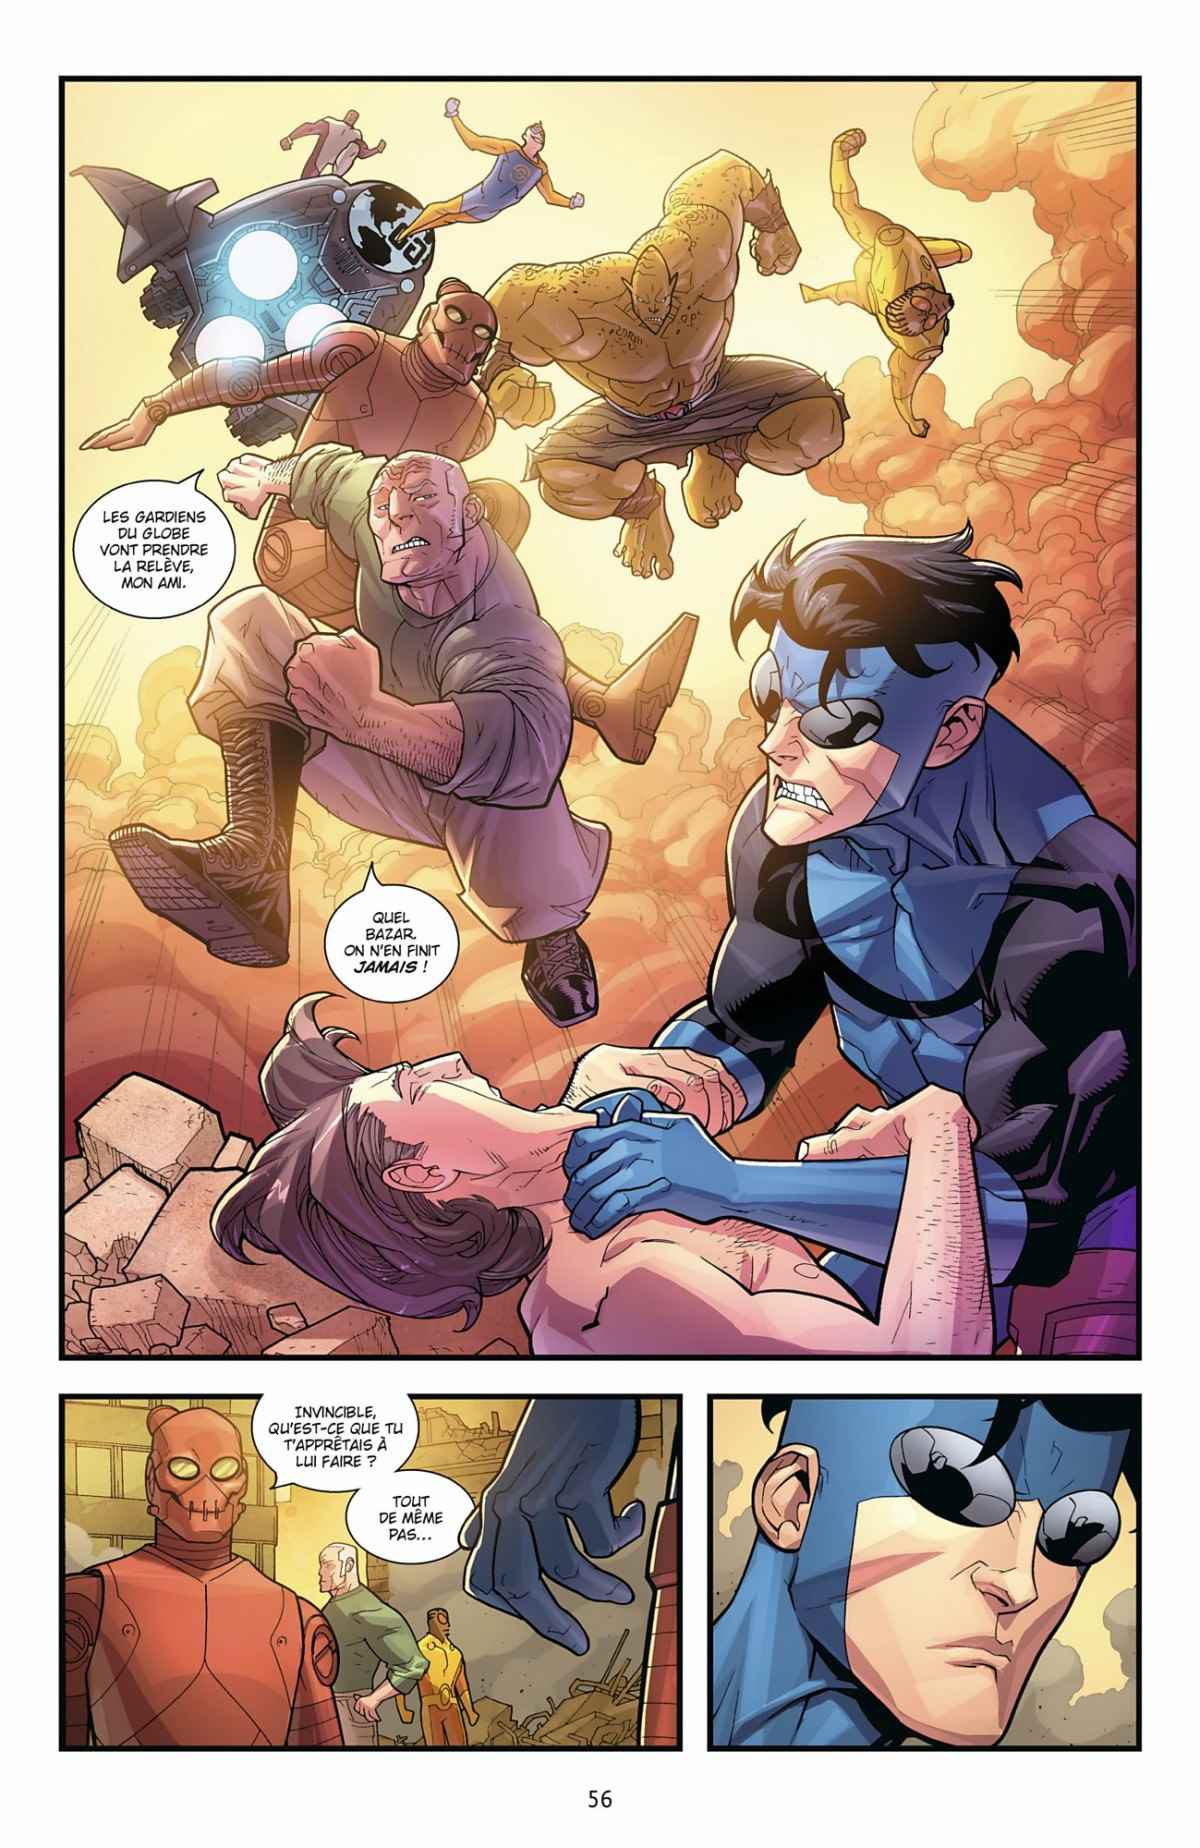 LES GARDIENS
DU GLOBE
VONT PRENDRE
LA RELÈVE,
MON AMI.
QUEL
BAZAR.
ON N'EN FINIT
JAMAIS !
INVINCIBLE,
QU'EST-CE QUE TU
T'APPRÊTAIS À
LUI FAIRE ?
TOUT
DE MÊME
PAS...
56